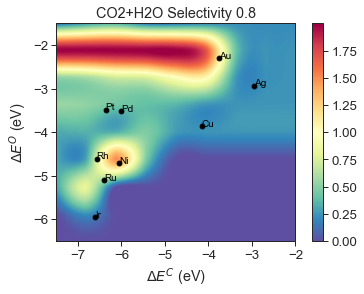 CO2+H2O Selectivity 0.8
ΔE^O (eV)
−2
−3
−4
−5
−6
Au
Ag
Pt
Pd
Cu
Rh
Ni
Ru
Ir
−7 −6 −5 −4 −3 −2
ΔE^C (eV)
1.75
1.50
1.25
1.00
0.75
0.50
0.25
0.00